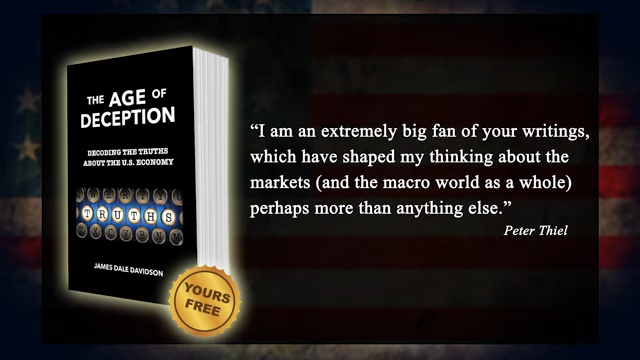 THE AGE OF
DECEPTION
DECODING THE TRUTHS
ABOUT THE U.S. ECONOMY
TRUTHS
JAMES DALE DAVIDSON
YOURS
FREE
“I am an extremely big fan of your writings,
which have shaped my thinking about the
markets (and the macro world as a whole)
perhaps more than anything else.”
Peter Thiel